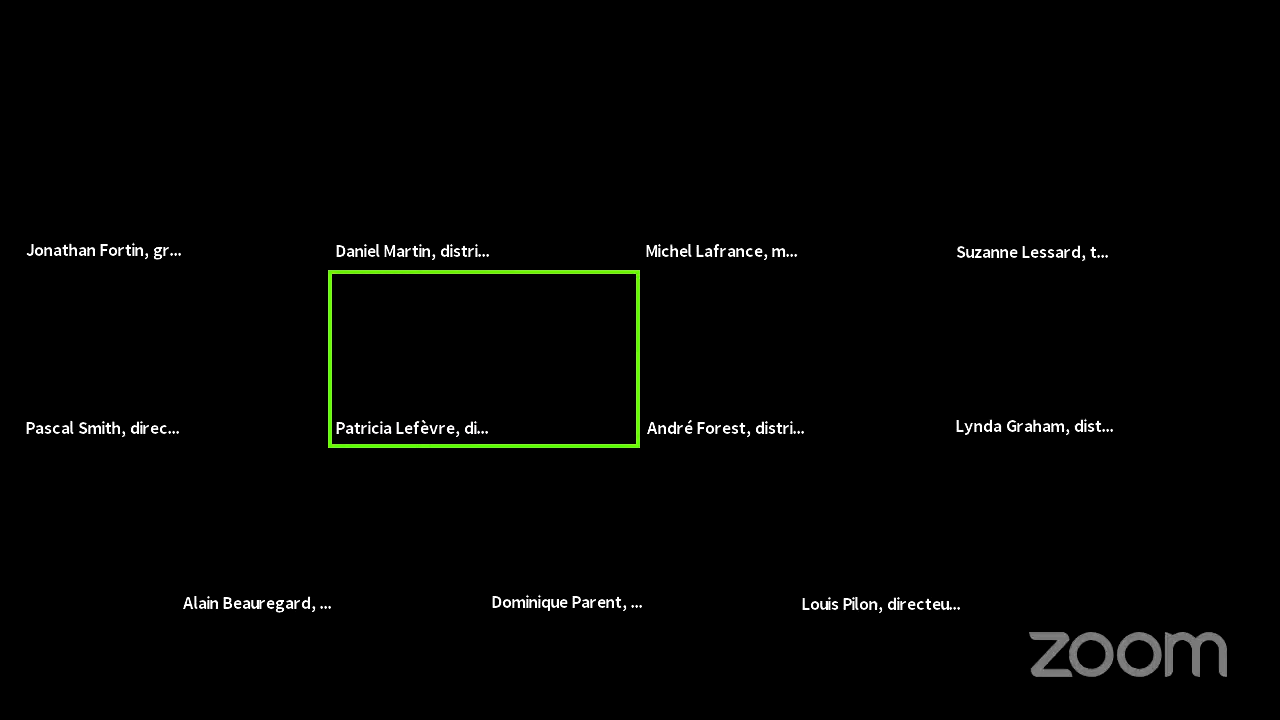 Jonathan Fortin, gr...
Daniel Martin, distri...
Michel Lafrance, m...
Suzanne Lessard, t...
Pascal Smith, direc...
Patricia Lefèvre, di...
André Forest, distri...
Lynda Graham, dist...
Alain Beauregard, ...
Dominique Parent, ...
Louis Pilon, directeu...
zoom